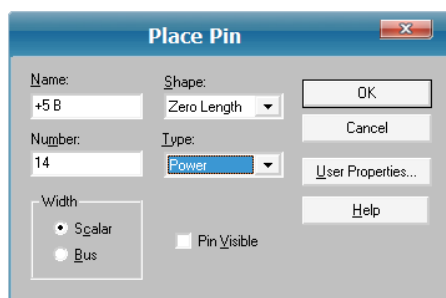 Place Pin
Name:
Shape:
+5 В
Zero Length
OK
Number:
Type:
Cancel
14
Power
User Properties...
Width
Help
Scalar
Pin Visible
Bus